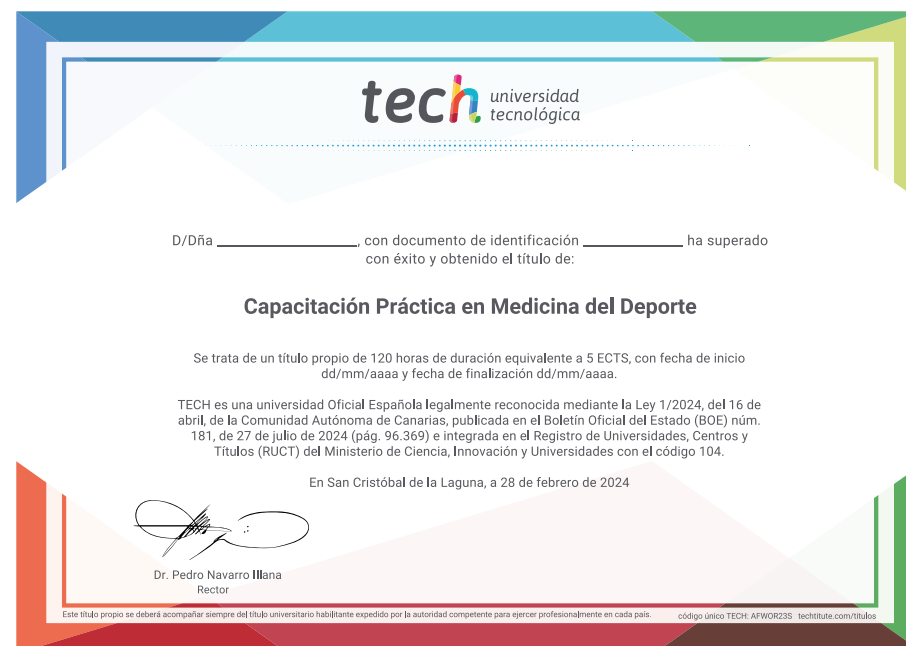 tech universidad
tecnológica
D/Dña ____________________, con documento de identificación ______________ ha superado
con éxito y obtenido el título de:
Capacitación Práctica en Medicina del Deporte
Se trata de un título propio de 120 horas de duración equivalente a 5 ECTS, con fecha de inicio
dd/mm/aaaa y fecha de finalización dd/mm/aaaa.
TECH es una universidad Oficial Española legalmente reconocida mediante la Ley 1/2024, del 16 de
abril, de la Comunidad Autónoma de Canarias, publicada en el Boletín Oficial del Estado (BOE) núm.
181, de 27 de julio de 2024 (pág. 96.369) e integrada en el Registro de Universidades, Centros y
Títulos (RUCT) del Ministerio de Ciencia, Innovación y Universidades con el código 104.
En San Cristóbal de la Laguna, a 28 de febrero de 2024
Dr. Pedro Navarro Illana
Rector
Este título propio se deberá acompañar siempre del título universitario habilitante expedido por la autoridad competente para ejercer profesionalmente en cada país.
código único TECH: AFWOR23S techtitute.com/titulos